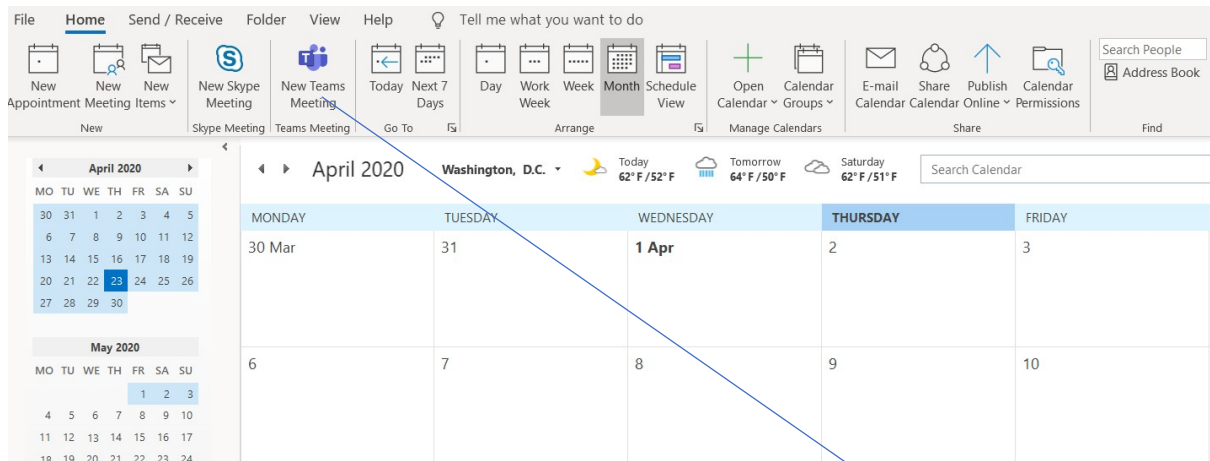 File Home Send / Receive Folder View Help Tell me what you want to do
New Appointment
New Meeting
New Items
New Skype Meeting
New Teams Meeting
Today
Next 7 Days
Day
Work Week
Week
Month
Schedule View
Open Calendar
Calendar Groups
E-mail Calendar
Share Calendar
Publish Online
Calendar Permissions
Search People
Address Book
New Skype Meeting Teams Meeting Go To Arrange Manage Calendars Share Find
April 2020
MO TU WE TH FR SA SU
30 31 1 2 3 4 5
6 7 8 9 10 11 12
13 14 15 16 17 18 19
20 21 22 23 24 25 26
27 28 29 30
May 2020
MO TU WE TH FR SA SU
1 2 3
4 5 6 7 8 9 10
11 12 13 14 15 16 17
18 19 20 21 22 23 24
April 2020 Washington, D.C.
Today
62° F / 52° F
Tomorrow
64° F / 50° F
Saturday
62° F / 51° F
Search Calendar
MONDAY TUESDAY WEDNESDAY THURSDAY FRIDAY
30 Mar 31 1 Apr 2 3
6 7 8 9 10